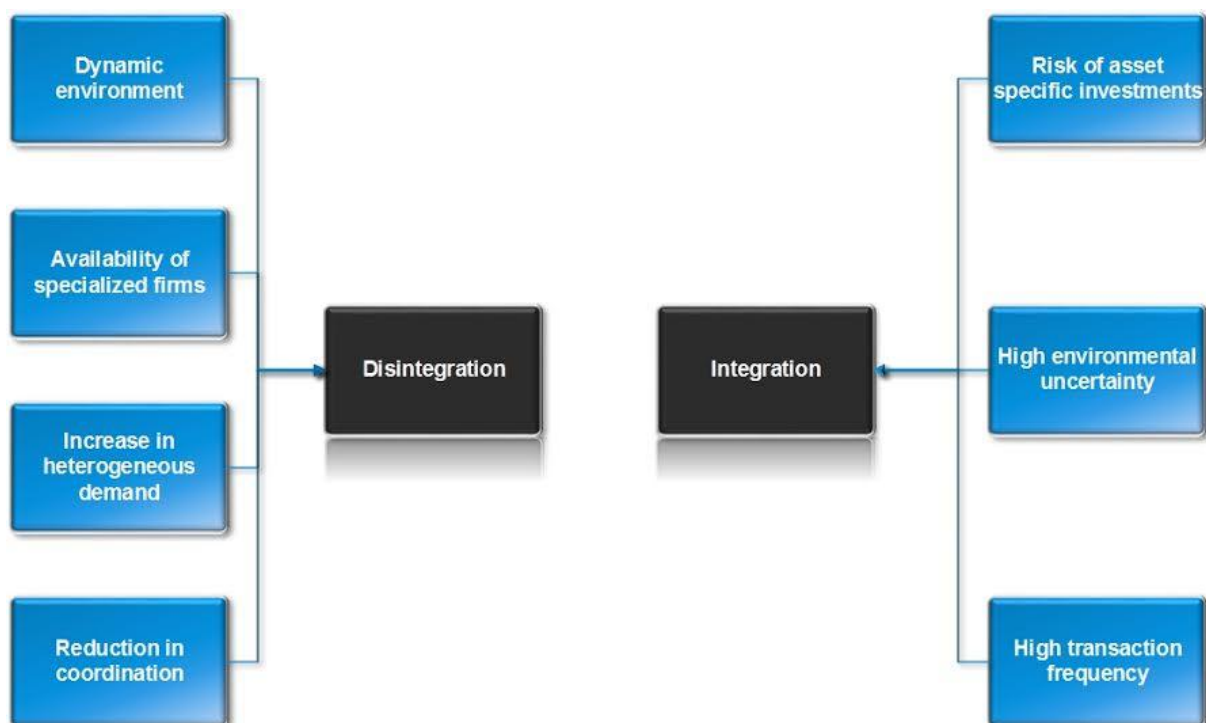 Dynamic
environment
Availability of
specialized firms
Increase in
heterogeneous
demand
Reduction in
coordination
Disintegration
Integration
Risk of asset
specific investments
High environmental
uncertainty
High transaction
frequency